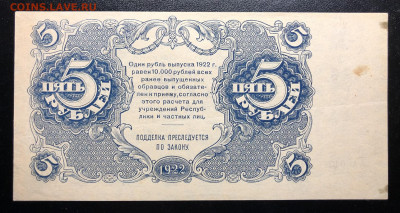 COINS.LAVE.RU
5 5
Один рубль выпуска 1922 г.
равен 10.000 рублей всех
ранее выпущенных
образцов и обязате-
лен к приему, согласно
этого расчета для
учреждений Респуб-
лики и частных лиц.
5 ПЯТЬ РУБЛЕЙ
5 ПЯТЬ РУБЛЕЙ
ПОДДЕЛКА ПРЕСЛЕДУЕТСЯ
ПО ЗАКОНУ.
5 1922 5